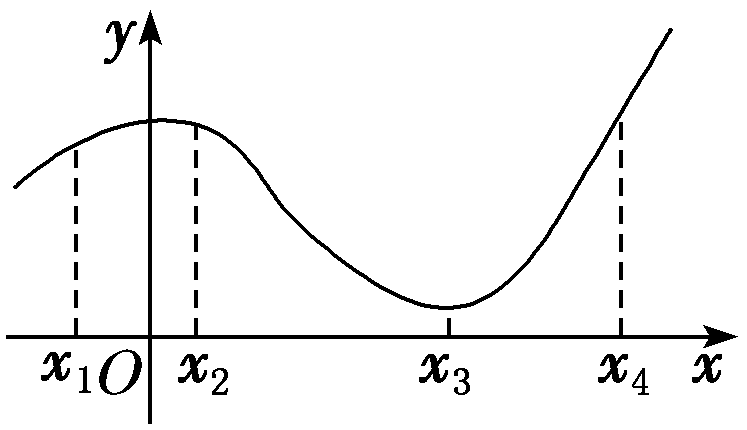 y
x₁ O x₂ x₃ x₄ x